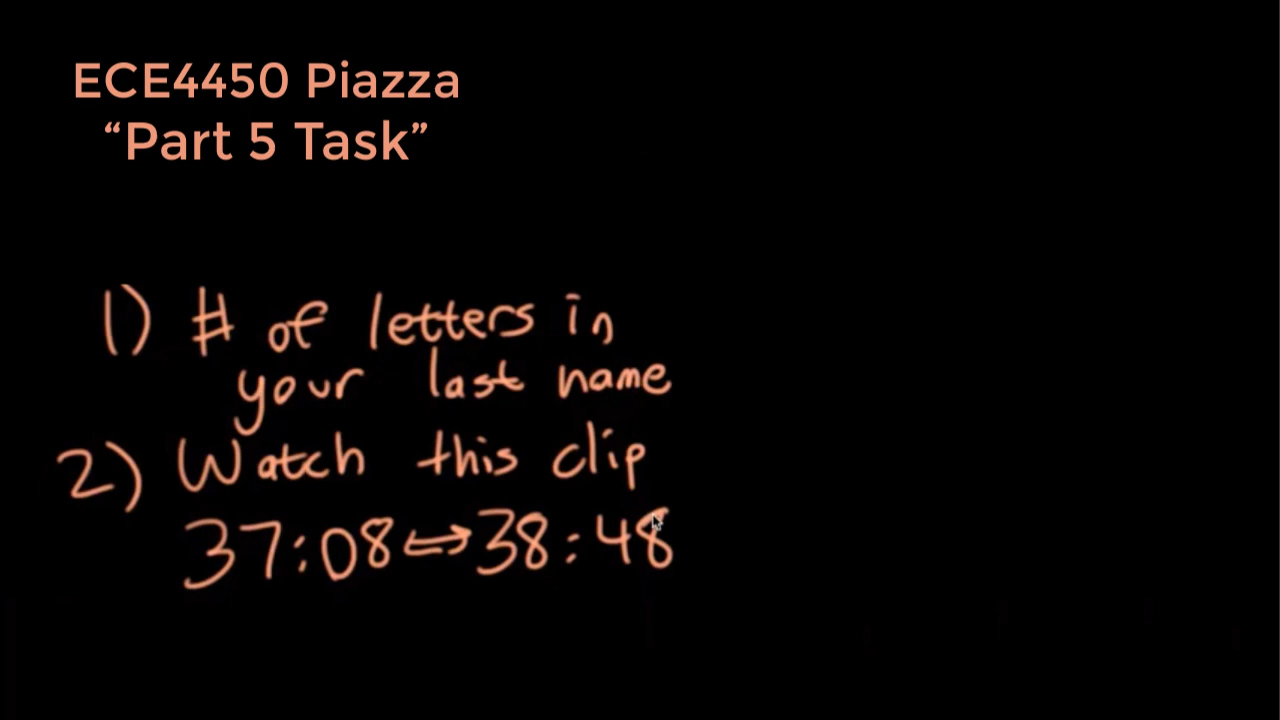 ECE4450 Piazza
“Part 5 Task”
1) # of letters in
your last name
2) Watch this clip
37:08↔38:48